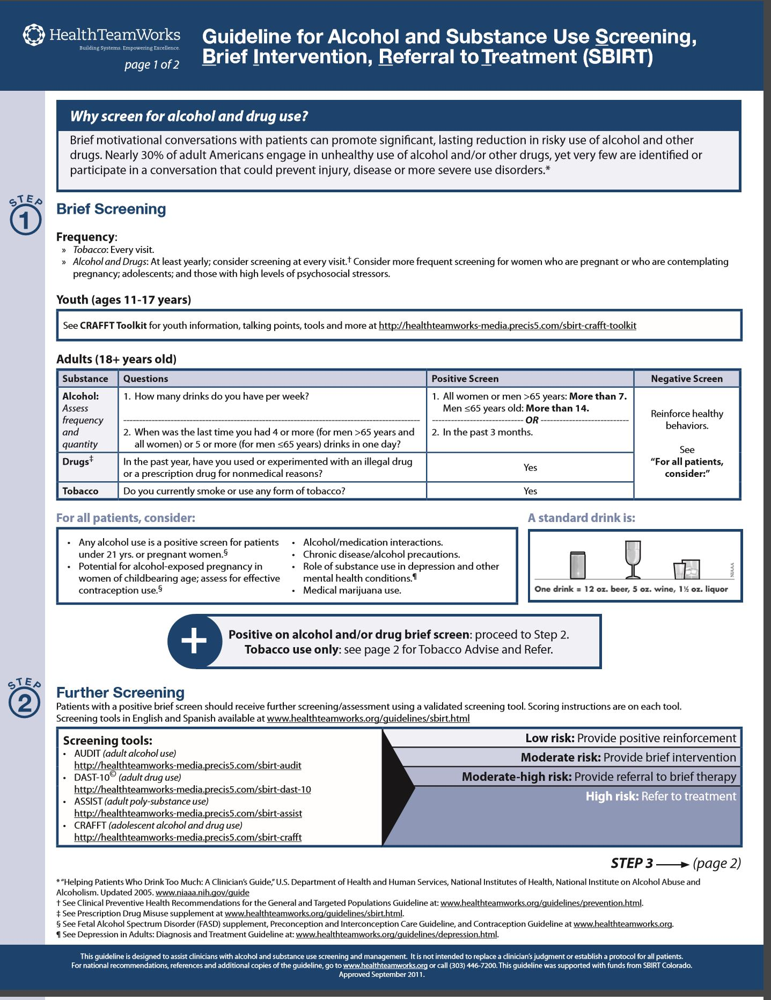 HealthTeamWorks
Building Systems. Empowering Excellence.
page 1 of 2
Guideline for Alcohol and Substance Use Screening,
Brief Intervention, Referral to Treatment (SBIRT)
Why screen for alcohol and drug use?
Brief motivational conversations with patients can promote significant, lasting reduction in risky use of alcohol and other
drugs. Nearly 30% of adult Americans engage in unhealthy use of alcohol and/or other drugs, yet very few are identified or
participate in a conversation that could prevent injury, disease or more severe use disorders.*
STEP
1
Brief Screening
Frequency:
» Tobacco: Every visit.
» Alcohol and Drugs: At least yearly; consider screening at every visit.† Consider more frequent screening for women who are pregnant or who are contemplating
pregnancy; adolescents; and those with high levels of psychosocial stressors.
Youth (ages 11-17 years)
See CRAFFT Toolkit for youth information, talking points, tools and more at http://healthteamworks-media.precis5.com/sbirt-crafft-toolkit
Adults (18+ years old)
Substance
Questions
Positive Screen
Negative Screen
Alcohol:
Assess
frequency
and
quantity
1. How many drinks do you have per week?
2. When was the last time you had 4 or more (for men >65 years and
all women) or 5 or more (for men ≤65 years) drinks in one day?
1. All women or men >65 years: More than 7.
Men ≤65 years old: More than 14.
OR
2. In the past 3 months.
Reinforce healthy
behaviors.
See
“For all patients,
consider:”
Drugs‡
In the past year, have you used or experimented with an illegal drug
or a prescription drug for nonmedical reasons?
Yes
Tobacco
Do you currently smoke or use any form of tobacco?
Yes
For all patients, consider:
• Any alcohol use is a positive screen for patients
under 21 yrs. or pregnant women.§
• Potential for alcohol-exposed pregnancy in
women of childbearing age; assess for effective
contraception use.§
• Alcohol/medication interactions.
• Chronic disease/alcohol precautions.
• Role of substance use in depression and other
mental health conditions.¶
• Medical marijuana use.
A standard drink is:
NIAAA
One drink = 12 oz. beer, 5 oz. wine, 1½ oz. liquor
+
Positive on alcohol and/or drug brief screen: proceed to Step 2.
Tobacco use only: see page 2 for Tobacco Advise and Refer.
STEP
2
Further Screening
Patients with a positive brief screen should receive further screening/assessment using a validated screening tool. Scoring instructions are on each tool.
Screening tools in English and Spanish available at www.healthteamworks.org/guidelines/sbirt.html
Screening tools:
• AUDIT (adult alcohol use)
http://healthteamworks-media.precis5.com/sbirt-audit
• DAST-10© (adult drug use)
http://healthteamworks-media.precis5.com/sbirt-dast-10
• ASSIST (adult poly-substance use)
http://healthteamworks-media.precis5.com/sbirt-assist
• CRAFFT (adolescent alcohol and drug use)
http://healthteamworks-media.precis5.com/sbirt-crafft
Low risk: Provide positive reinforcement
Moderate risk: Provide brief intervention
Moderate-high risk: Provide referral to brief therapy
High risk: Refer to treatment
STEP 3 → (page 2)
* “Helping Patients Who Drink Too Much: A Clinician’s Guide,” U.S. Department of Health and Human Services, National Institutes of Health, National Institute on Alcohol Abuse and
Alcoholism. Updated 2005. www.niaaa.nih.gov/guide
† See Clinical Preventive Health Recommendations for the General and Targeted Populations Guideline at: www.healthteamworks.org/guidelines/prevention.html.
‡ See Prescription Drug Misuse supplement at www.healthteamworks.org/guidelines/sbirt.html.
§ See Fetal Alcohol Spectrum Disorder (FASD) supplement, Preconception and Interconception Care Guideline, and Contraception Guideline at www.healthteamworks.org.
¶ See Depression in Adults: Diagnosis and Treatment Guideline at: www.healthteamworks.org/guidelines/depression.html.
This guideline is designed to assist clinicians with alcohol and substance use screening and management. It is not intended to replace a clinician’s judgment or establish a protocol for all patients.
For national recommendations, references and additional copies of the guideline, go to www.healthteamworks.org or call (303) 446-7200. This guideline was supported with funds from SBIRT Colorado.
Approved September 2011.